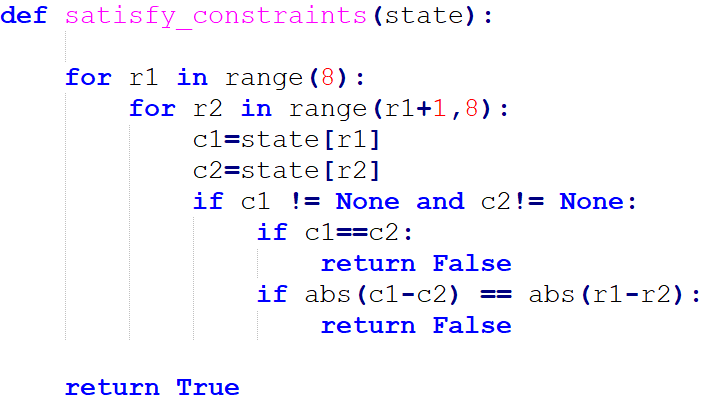 def satisfy_constraints(state):
    for r1 in range(8):
        for r2 in range(r1+1,8):
            c1=state[r1]
            c2=state[r2]
            if c1 != None and c2!= None:
                if c1==c2:
                    return False
                if abs(c1-c2) == abs(r1-r2):
                    return False
    return True